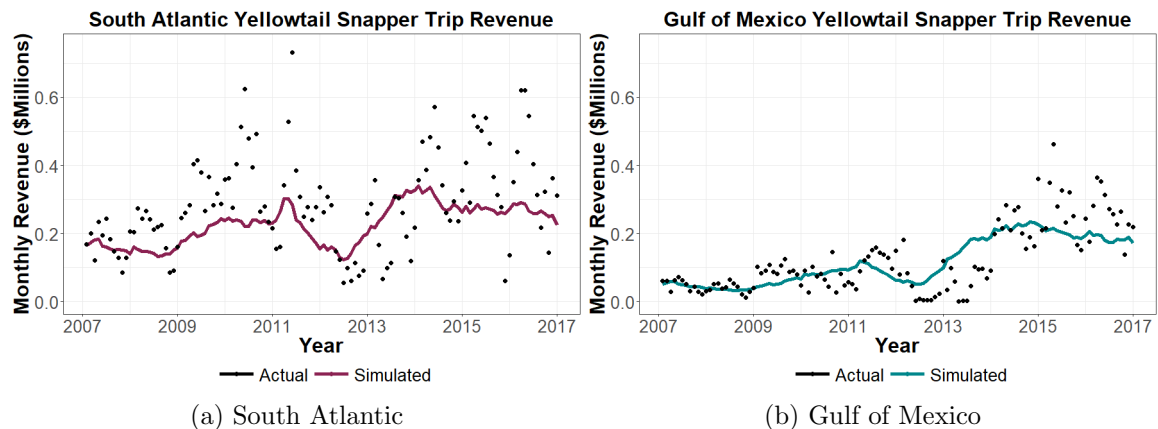 South Atlantic Yellowtail Snapper Trip Revenue
Monthly Revenue ($Millions)
0.6
0.4
0.2
0.0
2007 2009 2011 2013 2015 2017
Year
Actual Simulated
(a) South Atlantic
Gulf of Mexico Yellowtail Snapper Trip Revenue
Monthly Revenue ($Millions)
0.6
0.4
0.2
0.0
2007 2009 2011 2013 2015 2017
Year
Actual Simulated
(b) Gulf of Mexico